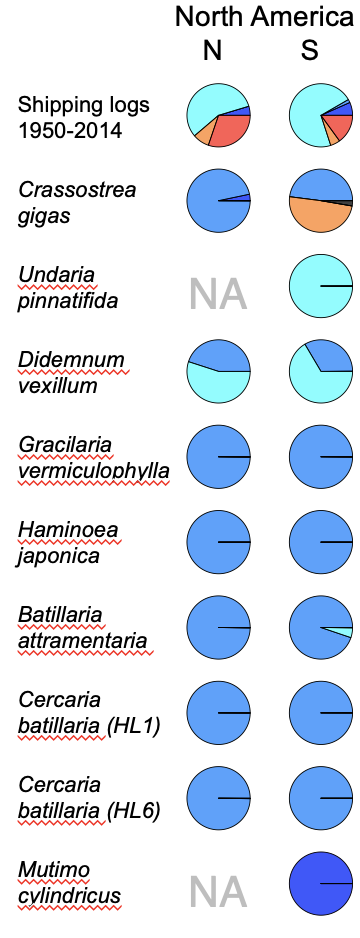 North America
N S
Shipping logs
1950-2014
Crassostrea
gigas
Undaria
pinnatifida
NA
Didemnum
vexillum
Gracilaria
vermiculophylla
Haminoea
japonica
Batillaria
attramentaria
Cercaria
batillaria (HL1)
Cercaria
batillaria (HL6)
Mutimo
cylindricus
NA